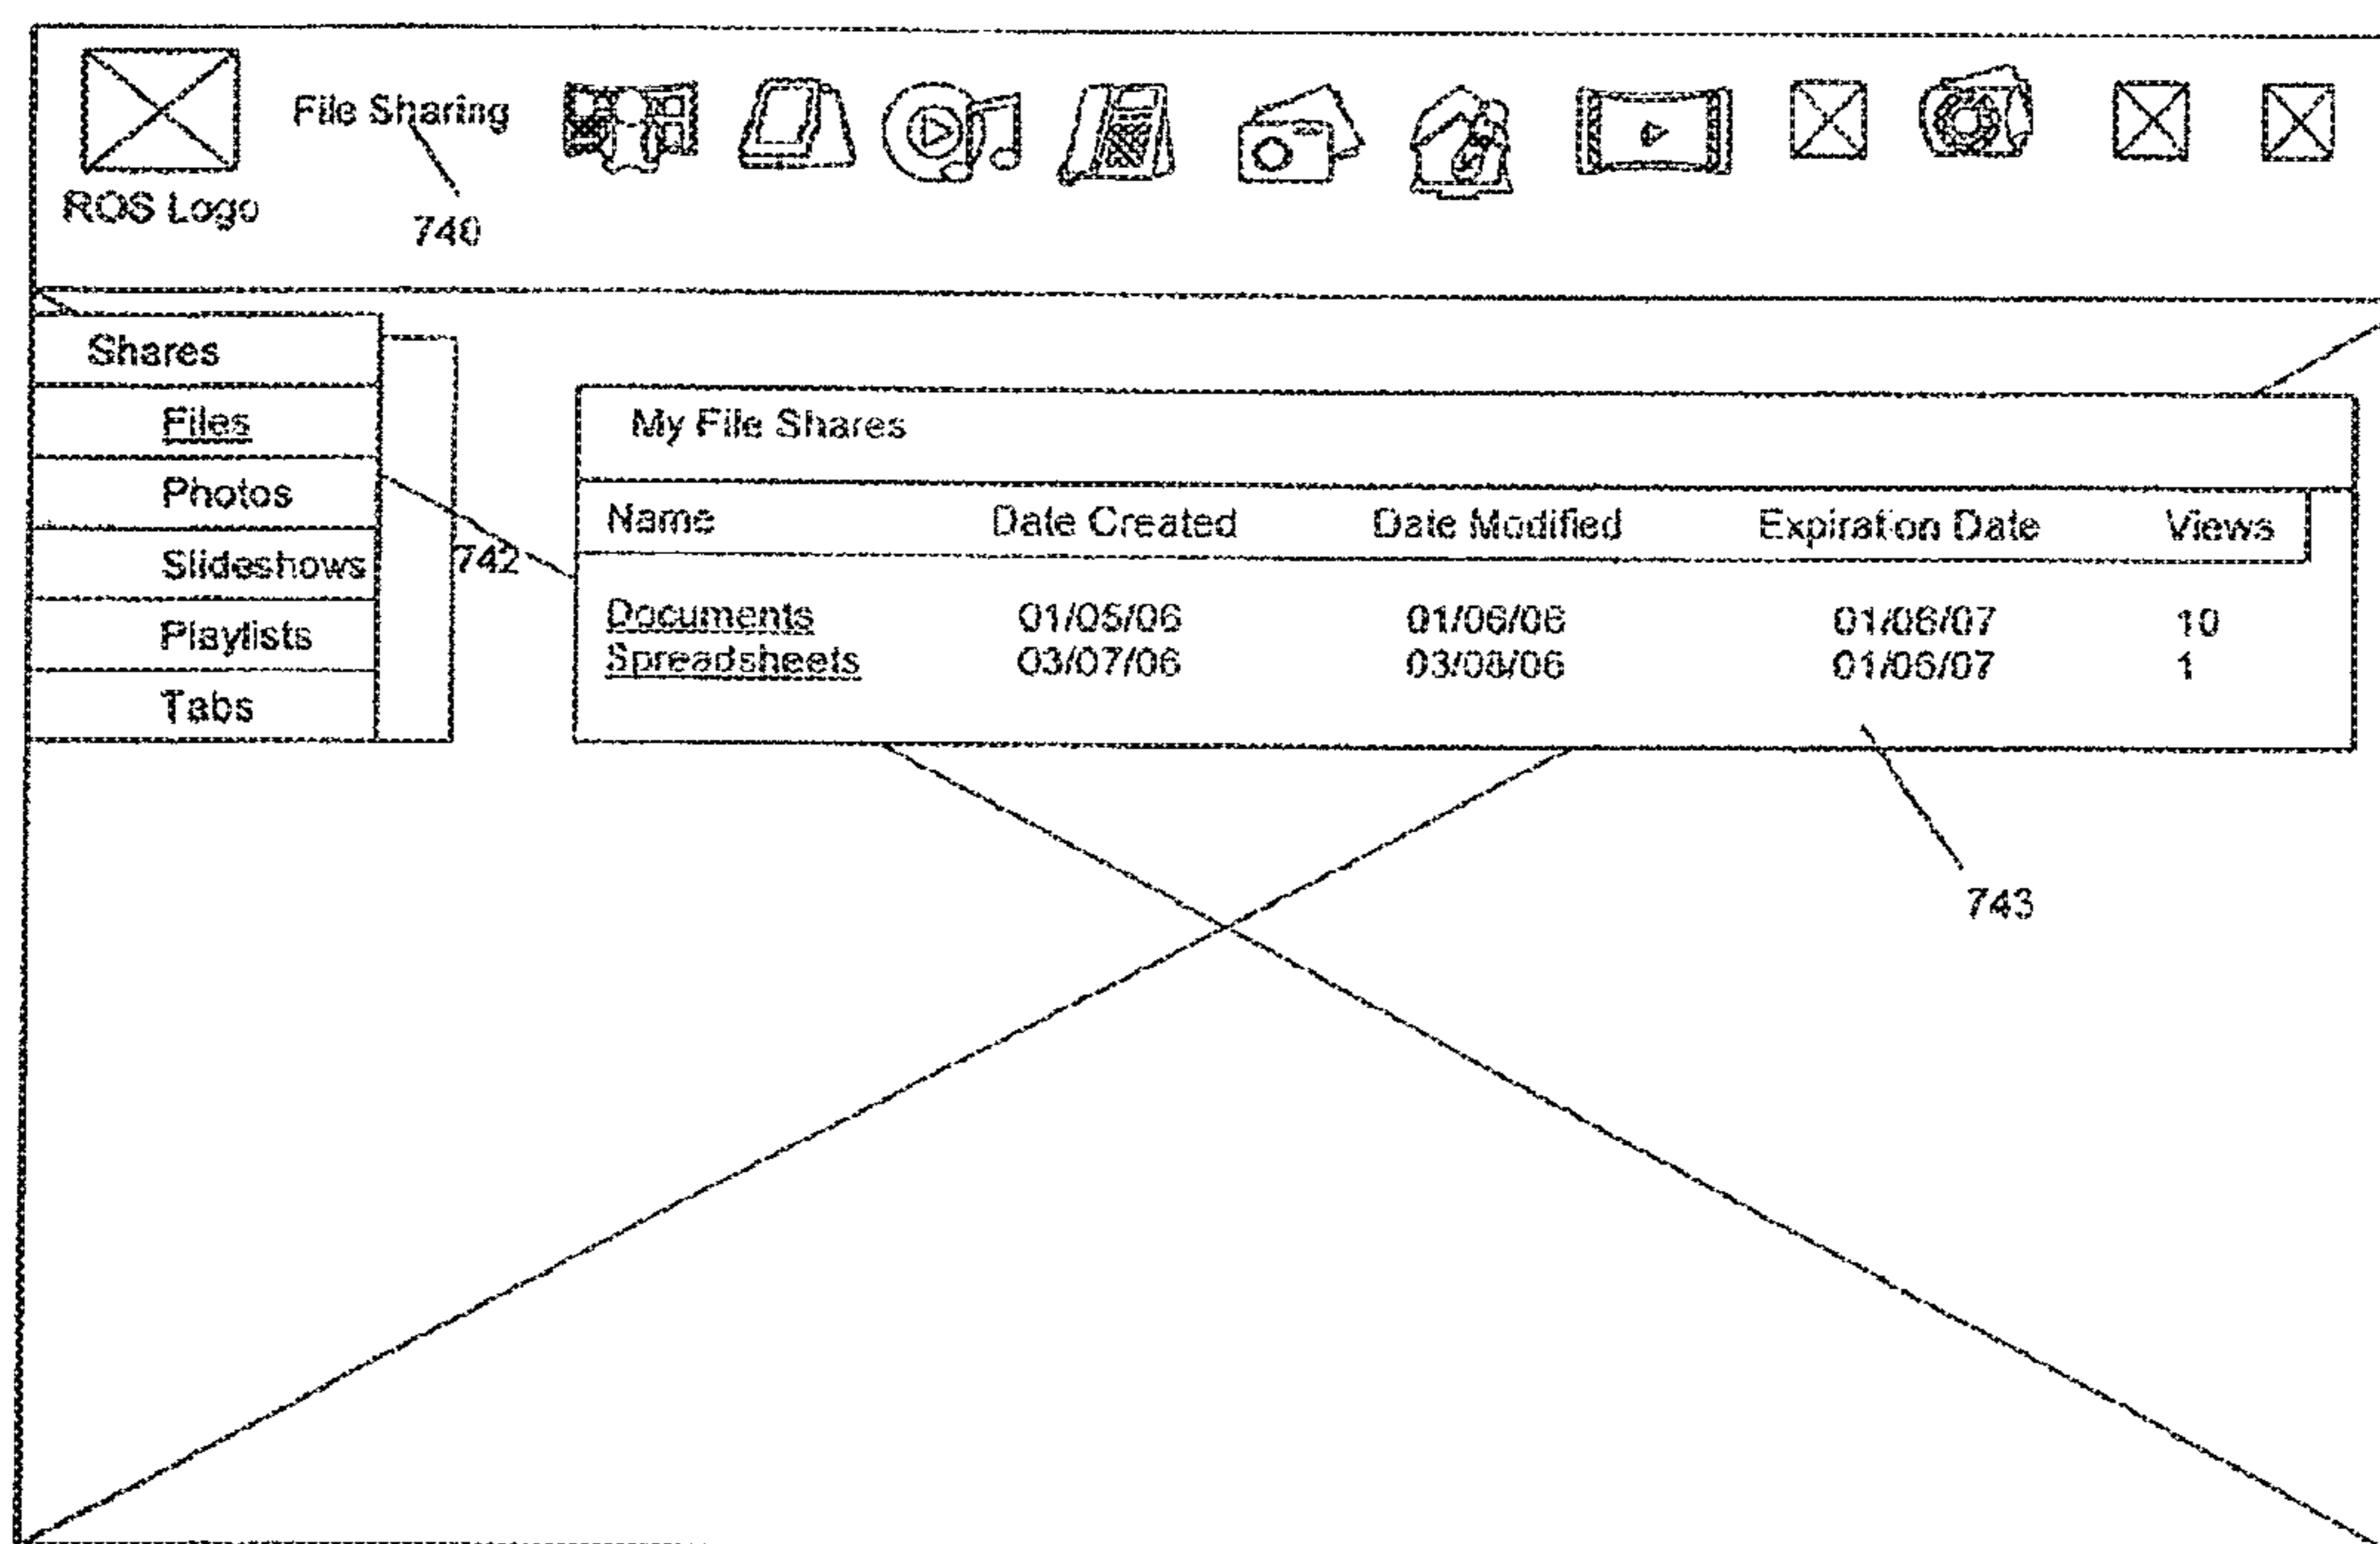 File Sharing
ROS Logo
740
Shares
Files
Photos
Slideshows
Playlists
Tabs
742
My File Shares
Name Date Created Date Modified Expiration Date Views
Documents 01/05/06 01/06/06 01/06/07 10
Spreadsheets 03/07/06 03/08/06 01/06/07 1
743